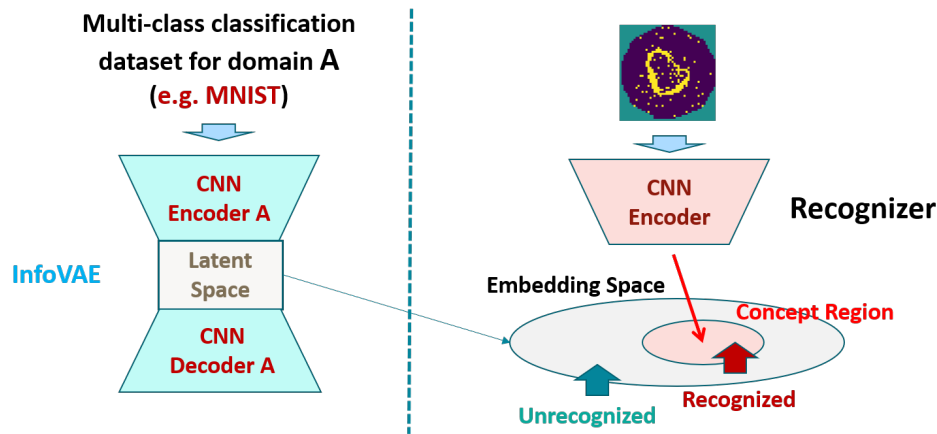 Multi-class classification
dataset for domain A
(e.g. MNIST)
CNN
Encoder A
InfoVAE
Latent
Space
CNN
Decoder A
CNN
Encoder
Recognizer
Embedding Space
Concept Region
Recognized
Unrecognized